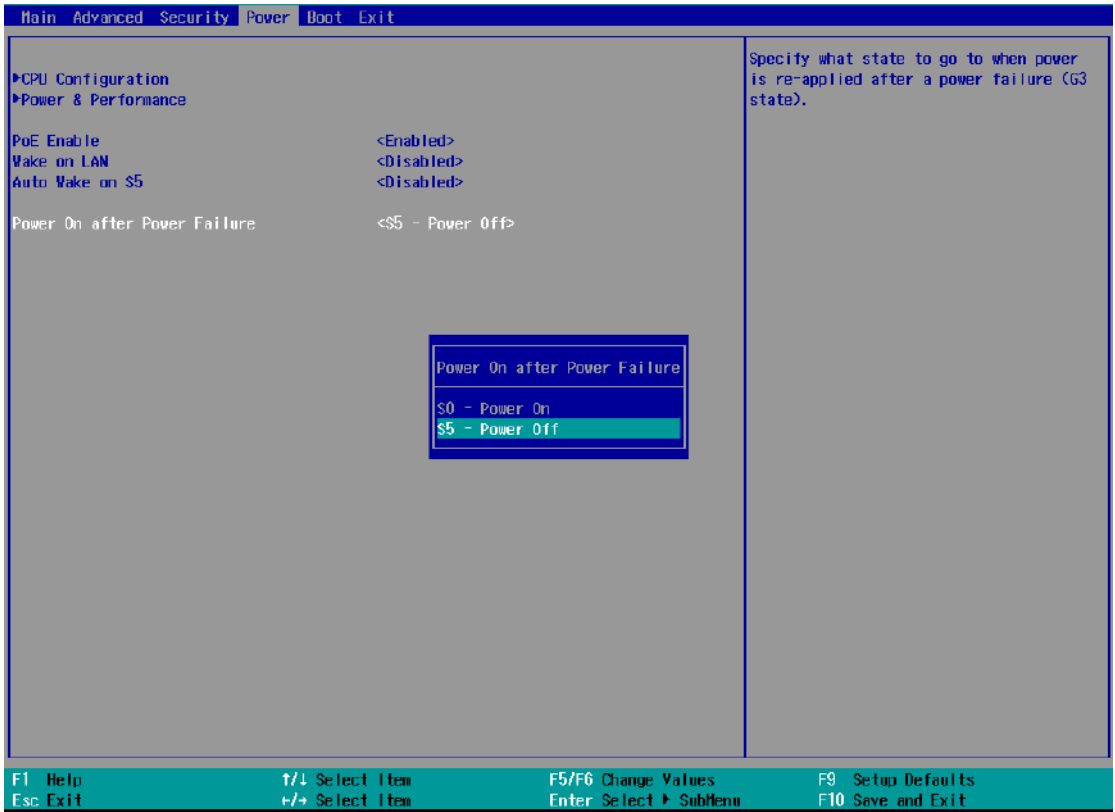 Main Advanced Security Power Boot Exit
▶CPU Configuration
▶Power & Performance
PoE Enable <Enabled>
Wake on LAN <Disabled>
Auto Wake on S5 <Disabled>
Power On after Power Failure <S5 - Power Off>
Specify what state to go to when power
is re-applied after a power failure (G3
state).
Power On after Power Failure
S0 - Power On
S5 - Power Off
F1 Help ↑/↓ Select Item F5/F6 Change Values F9 Setup Defaults
Esc Exit ←/→ Select Item Enter Select ▶ SubMenu F10 Save and Exit